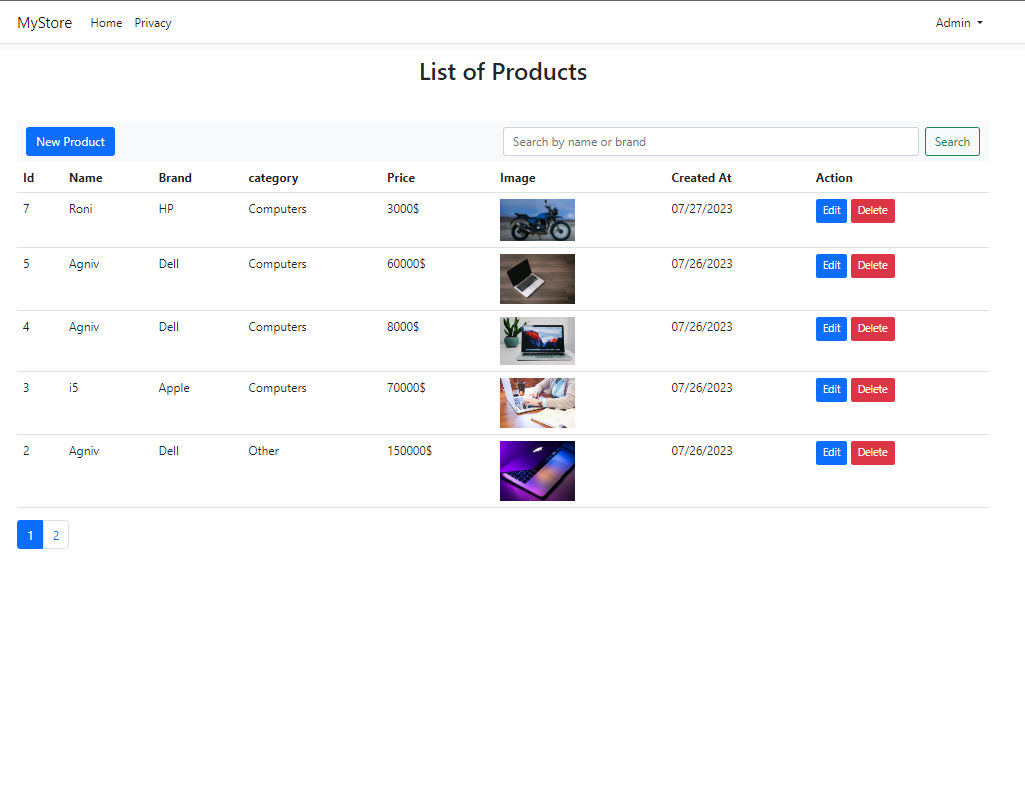 MyStore Home Privacy Admin
List of Products
New Product Search by name or brand Search
Id Name Brand category Price Image Created At Action
7 Roni HP Computers 3000$ 07/27/2023 Edit Delete
5 Agniv Dell Computers 60000$ 07/26/2023 Edit Delete
4 Agniv Dell Computers 8000$ 07/26/2023 Edit Delete
3 i5 Apple Computers 70000$ 07/26/2023 Edit Delete
2 Agniv Dell Other 150000$ 07/26/2023 Edit Delete
1 2